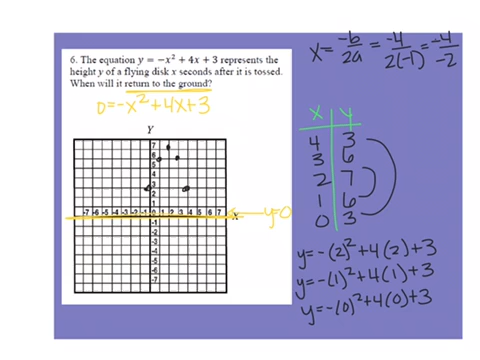 6. The equation y = −x² + 4x + 3 represents the
height y of a flying disk x seconds after it is tossed.
When will it return to the ground?
0=-x²+4x+3
Y
7
6
5
4
3
2
1
-7 -6 -5 -4 -3 -2 -1 0 1 2 3 4 5 6 7 x
y=0
-1
-2
-3
-4
-5
-6
-7
x = -b/2a = -4/2(-1) = -4/-2
x y
4 3
3 6
2 7
1 6
0 3
y=-(2)²+4(2)+3
y=-(1)²+4(1)+3
y=-(0)²+4(0)+3